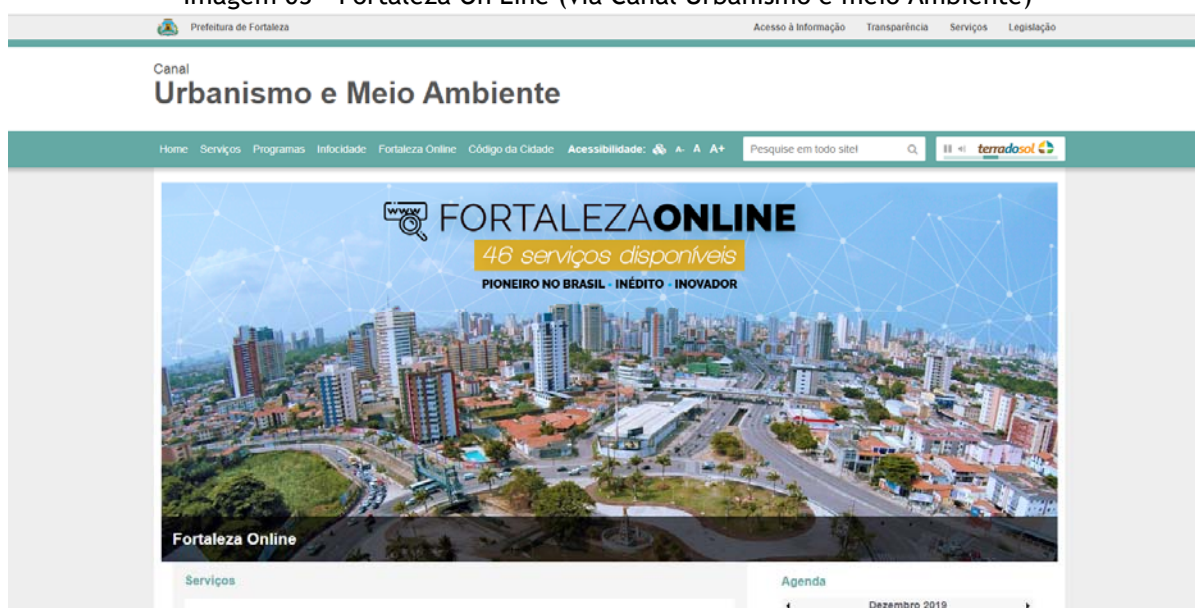 Imagem 03 - Fortaleza On Line (via Canal Urbanismo e meio Ambiente)
Prefeitura de Fortaleza Acesso à Informação Transparência Serviços Legislação
Canal
Urbanismo e Meio Ambiente
Home Serviços Programas Infocidade Fortaleza Online Código da Cidade Acessibilidade: A- A A+ Pesquise em todo site! terradosol
www FORTALEZAONLINE
46 serviços disponíveis
PIONEIRO NO BRASIL - INÉDITO - INOVADOR
Fortaleza Online
Serviços Agenda
Dezembro 2019